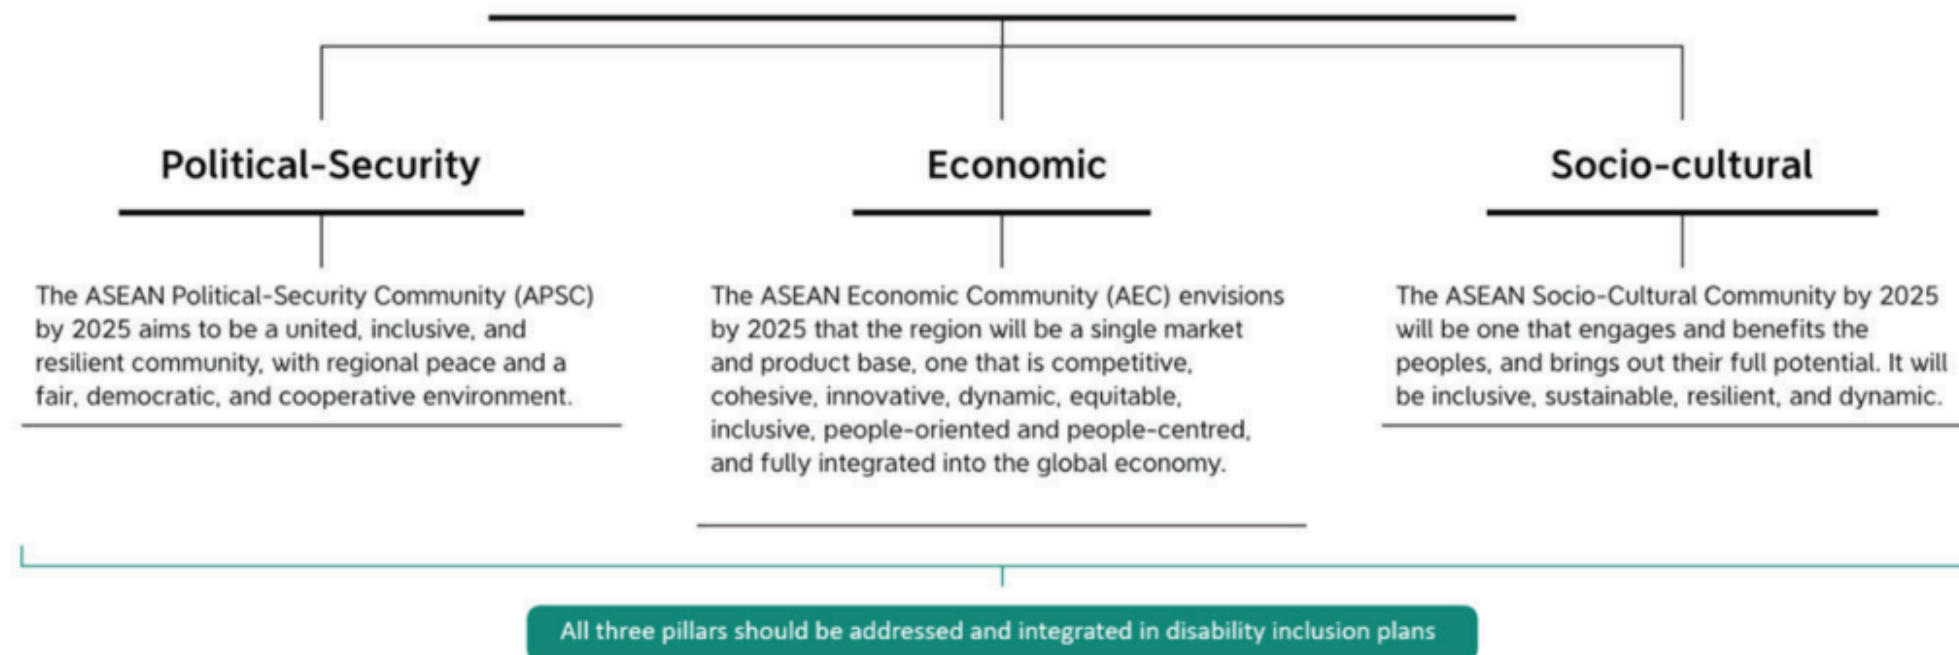 Political-Security
Economic
Socio-cultural
The ASEAN Political-Security Community (APSC)
by 2025 aims to be a united, inclusive, and
resilient community, with regional peace and a
fair, democratic, and cooperative environment.
The ASEAN Economic Community (AEC) envisions
by 2025 that the region will be a single market
and product base, one that is competitive,
cohesive, innovative, dynamic, equitable,
inclusive, people-oriented and people-centred,
and fully integrated into the global economy.
The ASEAN Socio-Cultural Community by 2025
will be one that engages and benefits the
peoples, and brings out their full potential. It will
be inclusive, sustainable, resilient, and dynamic.
All three pillars should be addressed and integrated in disability inclusion plans